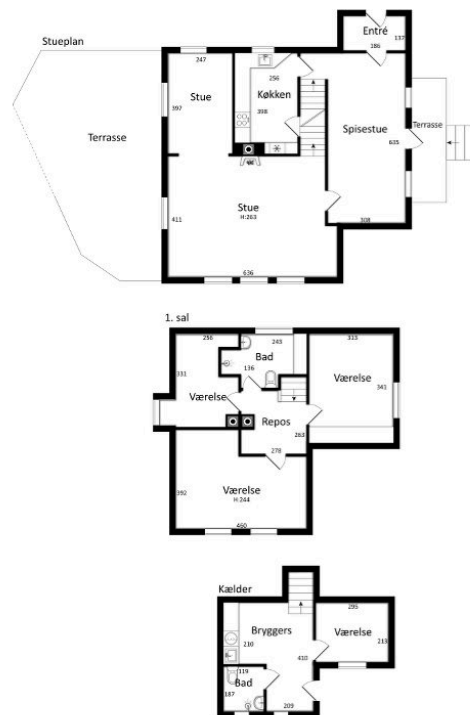 Stueplan
Entré
137
186
247
256
Køkken
398
Stue
397
Terrasse
Spisestue
Terrasse
635
Stue
H:263
411
308
636
1. sal
256
243
Bad
136
331
Værelse
313
Værelse
341
Repos
263
278
392
Værelse
H 244
460
Kælder
Bryggers
210
410
295
Værelse
213
119
Bad
187
209